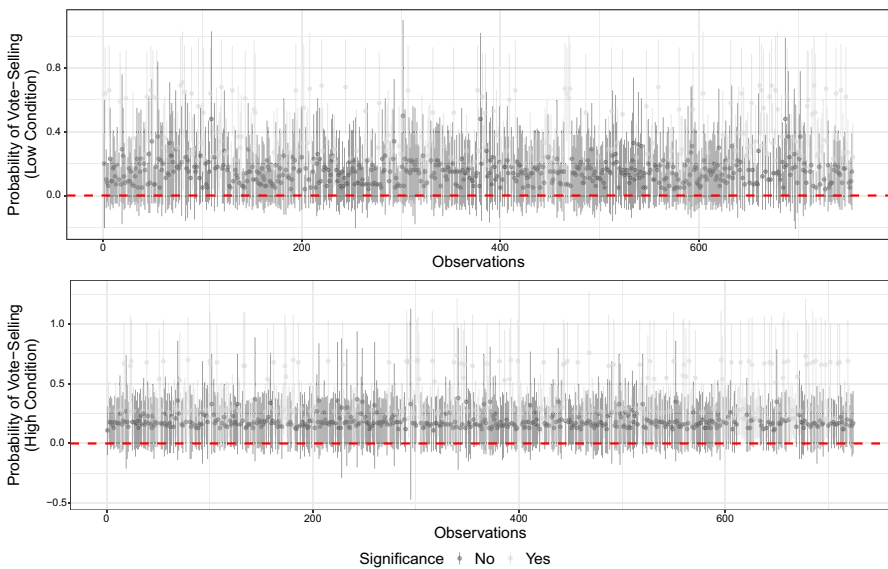 Probability of Vote−Selling
(Low Condition)
0.8
0.4
0.0
0
200
400
600
Observations
Probability of Vote−Selling
(High Condition)
1.0
0.5
0.0
−0.5
0
200
400
600
Observations
Significance No Yes